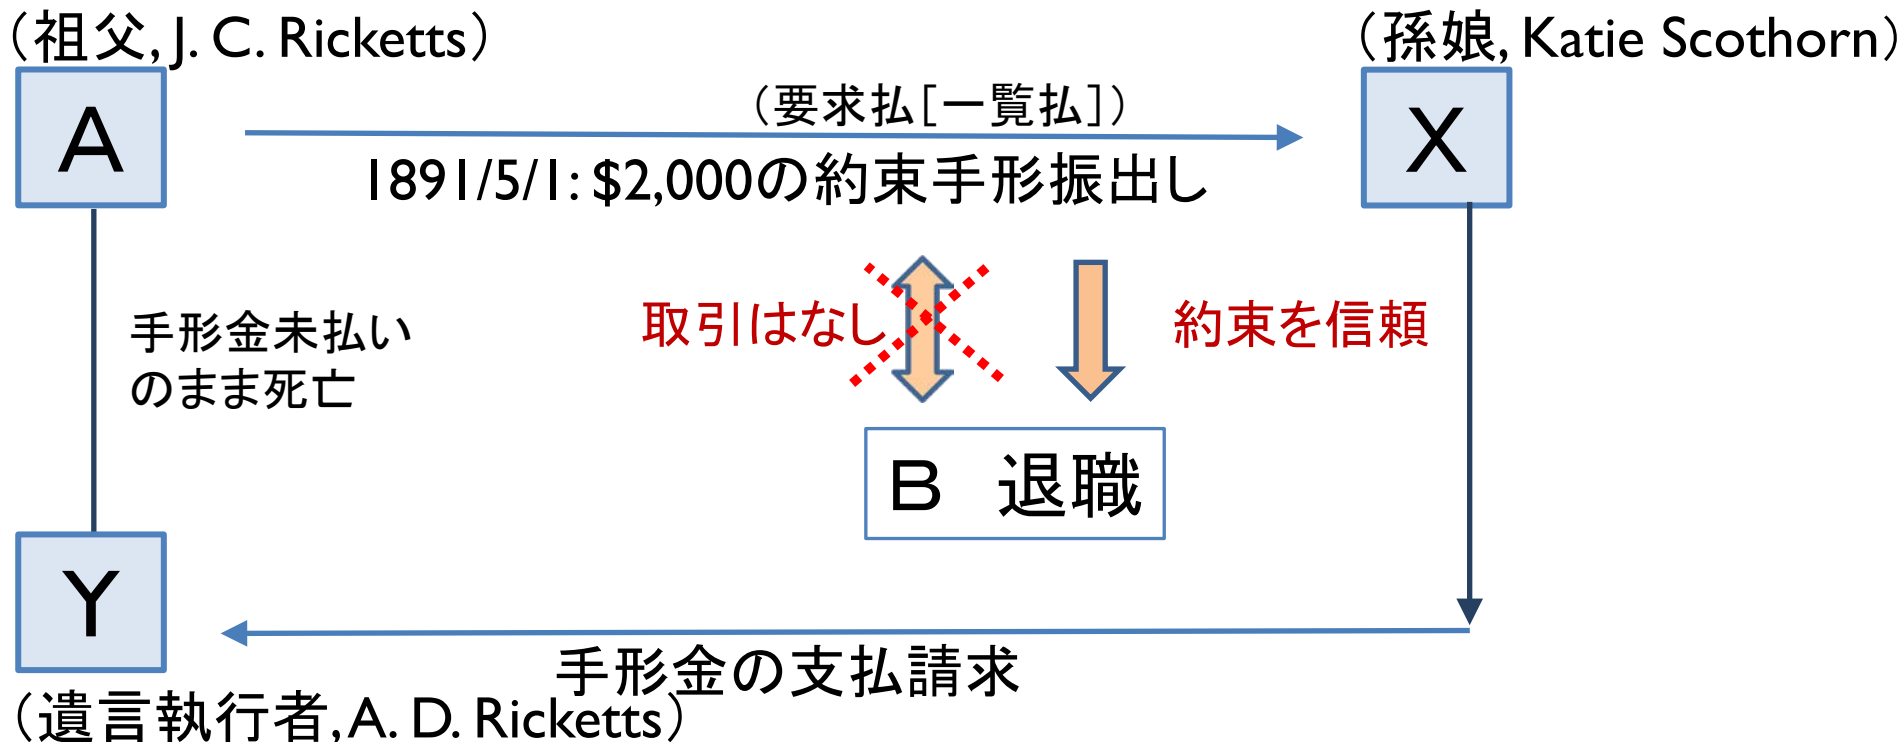 （祖父, J. C. Ricketts）
（孫娘, Katie Scothorn）
A
X
（要求払［一覧払］）
1891/5/1: $2,000の約束手形振出し
取引はなし
約束を信頼
手形金未払い
のまま死亡
B　退職
Y
手形金の支払請求
（遺言執行者, A. D. Ricketts）